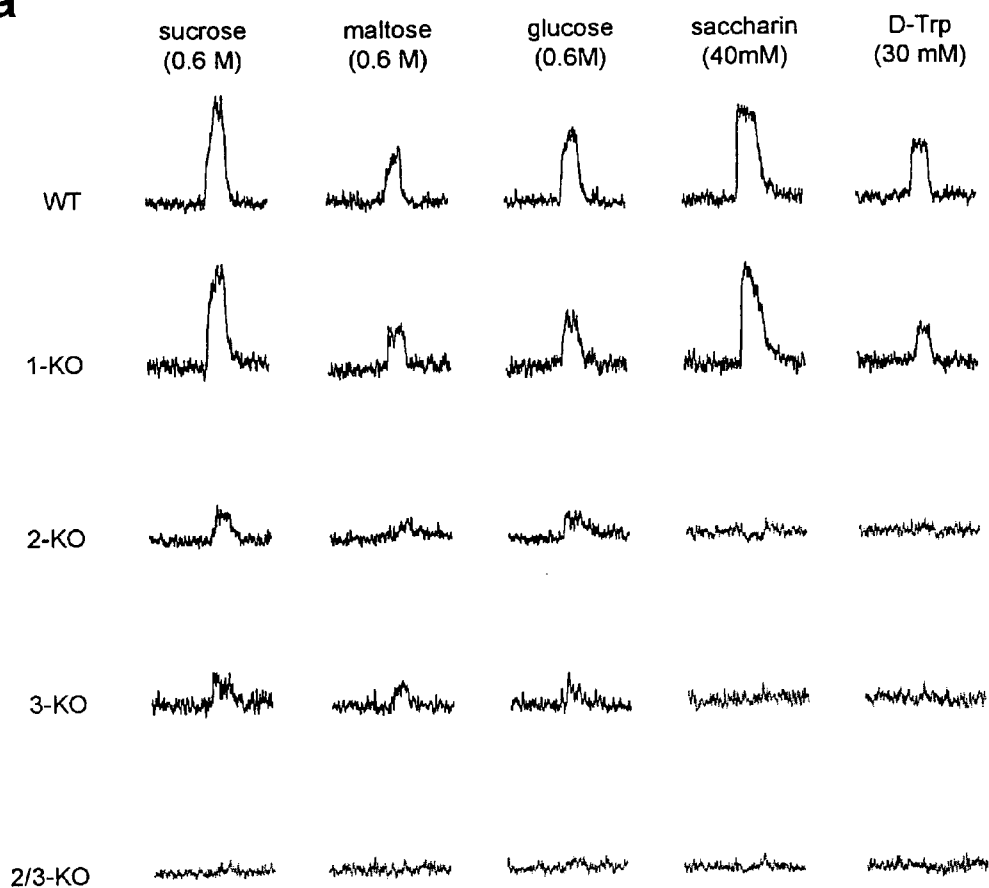 a
sucrose maltose glucose saccharin D-Trp
(0.6 M) (0.6 M) (0.6M) (40mM) (30 mM)
WT
1-KO
2-KO
3-KO
2/3-KO